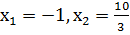 x₁ = −1, x₂ = 10/3